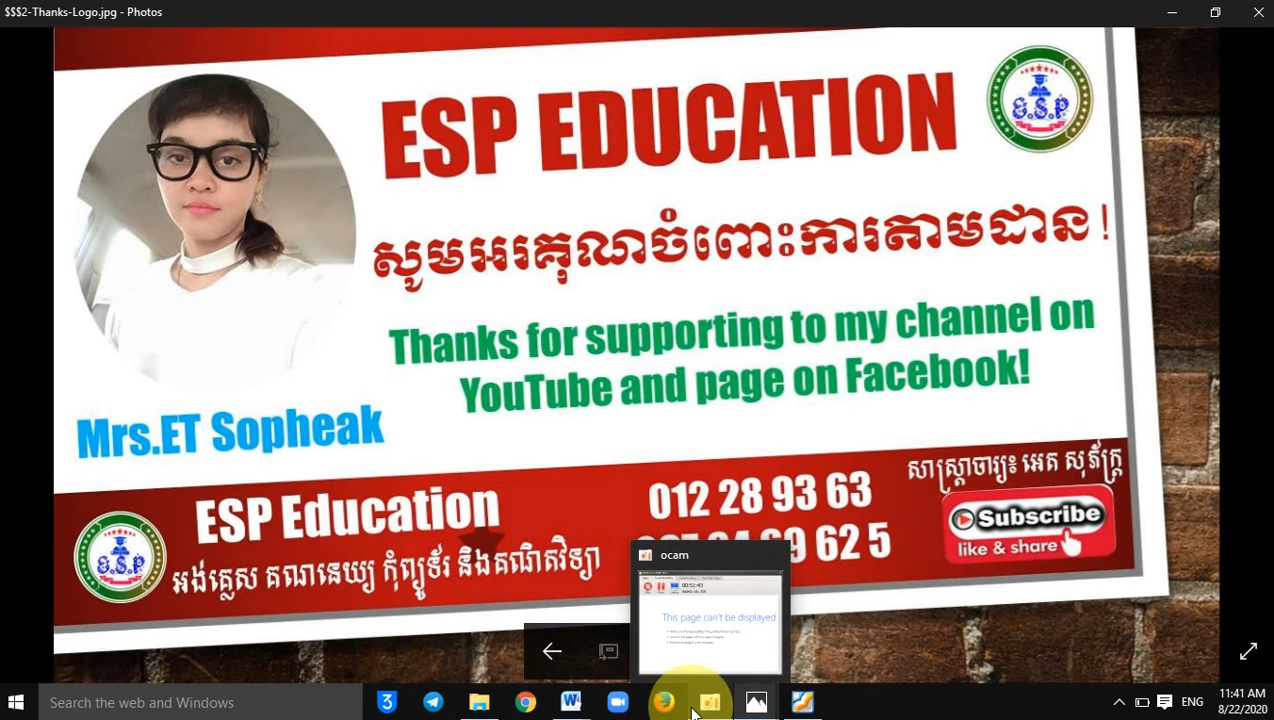 $$$2-Thanks-Logo.jpg - Photos
ESP EDUCATION
E.S.P
សូមអរគុណចំពោះការតាមដាន!
Thanks for supporting to my channel on
YouTube and page on Facebook!
Mrs.ET Sopheak
ESP Education
អង់គ្លេស គណនេយ្យ កុំព្យូទ័រ និងគណិតវិទ្យា
E.S.P
012 28 93 63
69 62 5
សាស្ត្រាចារ្យ៖ អេត សុភ័ក្ត្រ
Subscribe
like & share
ocam
00:51:43
This page can't be displayed
Search the web and Windows
ENG
11:41 AM
8/22/2020